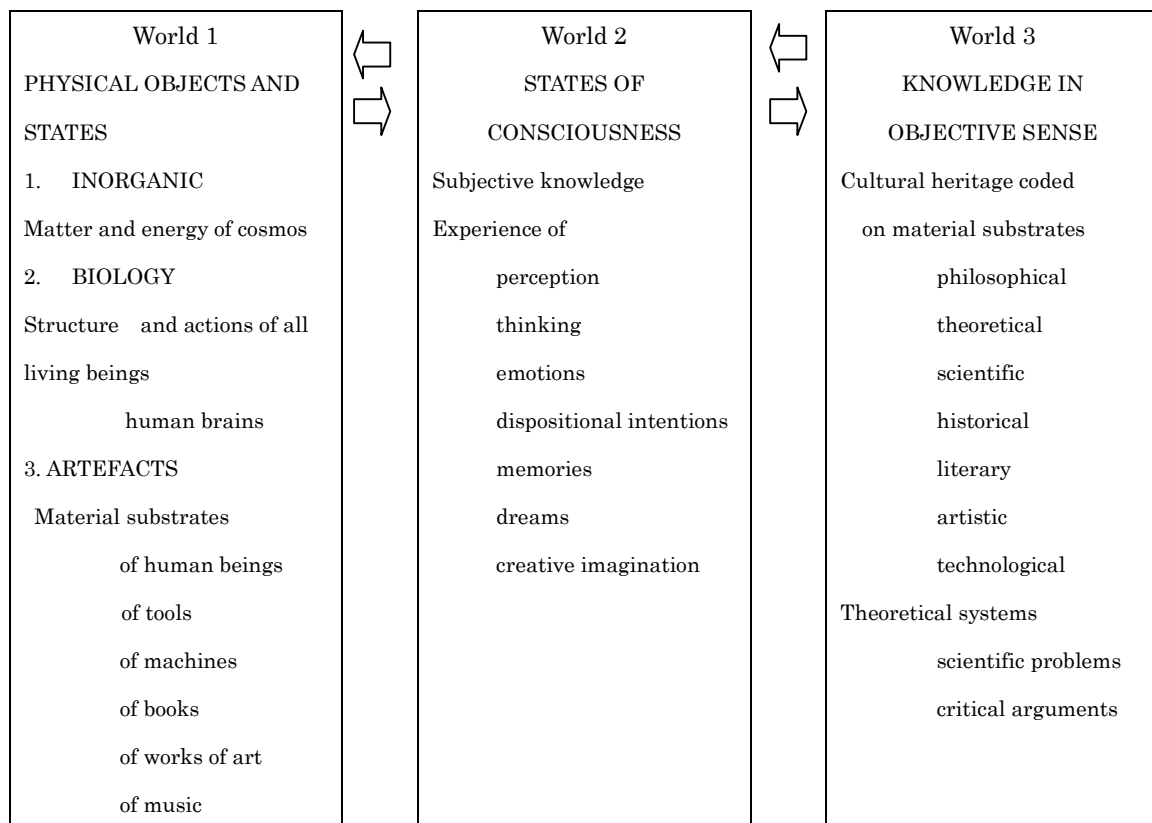 World 1
PHYSICAL OBJECTS AND
STATES
1. INORGANIC
Matter and energy of cosmos
2. BIOLOGY
Structure and actions of all
living beings
human brains
3. ARTEFACTS
Material substrates
of human beings
of tools
of machines
of books
of works of art
of music
World 2
STATES OF
CONSCIOUSNESS
Subjective knowledge
Experience of
perception
thinking
emotions
dispositional intentions
memories
dreams
creative imagination
World 3
KNOWLEDGE IN
OBJECTIVE SENSE
Cultural heritage coded
on material substrates
philosophical
theoretical
scientific
historical
literary
artistic
technological
Theoretical systems
scientific problems
critical arguments